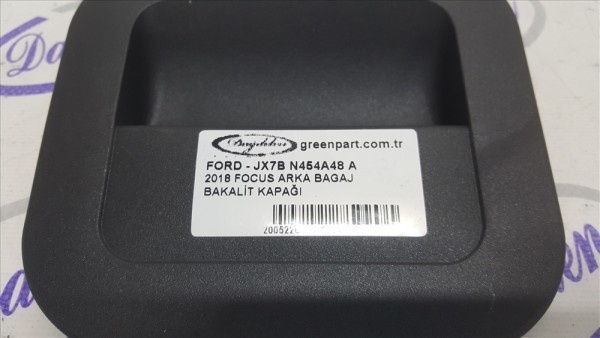 greenpart.com.tr
FORD - JX7B N454A48 A
2018 FOCUS ARKA BAGAJ
BAKALİT KAPAĞI